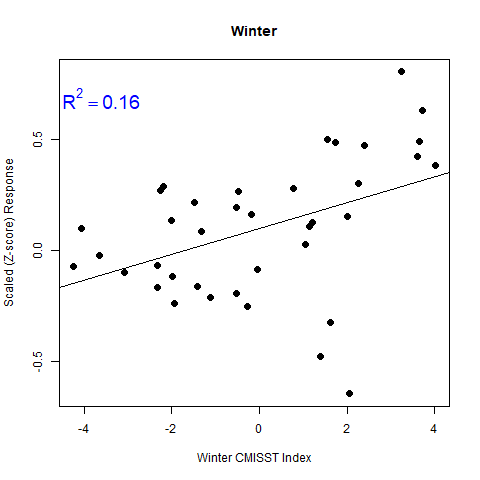 Winter
R² = 0.16
Scaled (Z-score) Response
0.5
0.0
-0.5
-4 -2 0 2 4
Winter CMISST Index